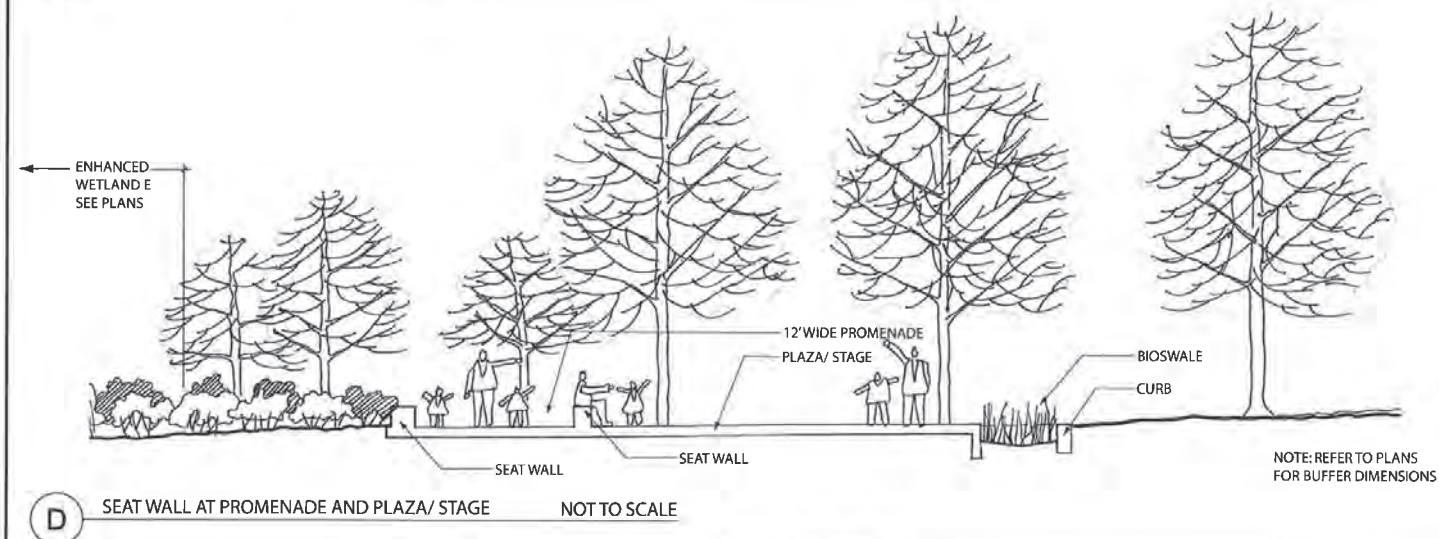 ENHANCED
WETLAND E
SEE PLANS
12' WIDE PROMENADE
PLAZA/ STAGE
BIOSWALE
CURB
SEAT WALL
SEAT WALL
NOTE: REFER TO PLANS
FOR BUFFER DIMENSIONS
D
SEAT WALL AT PROMENADE AND PLAZA/ STAGE NOT TO SCALE